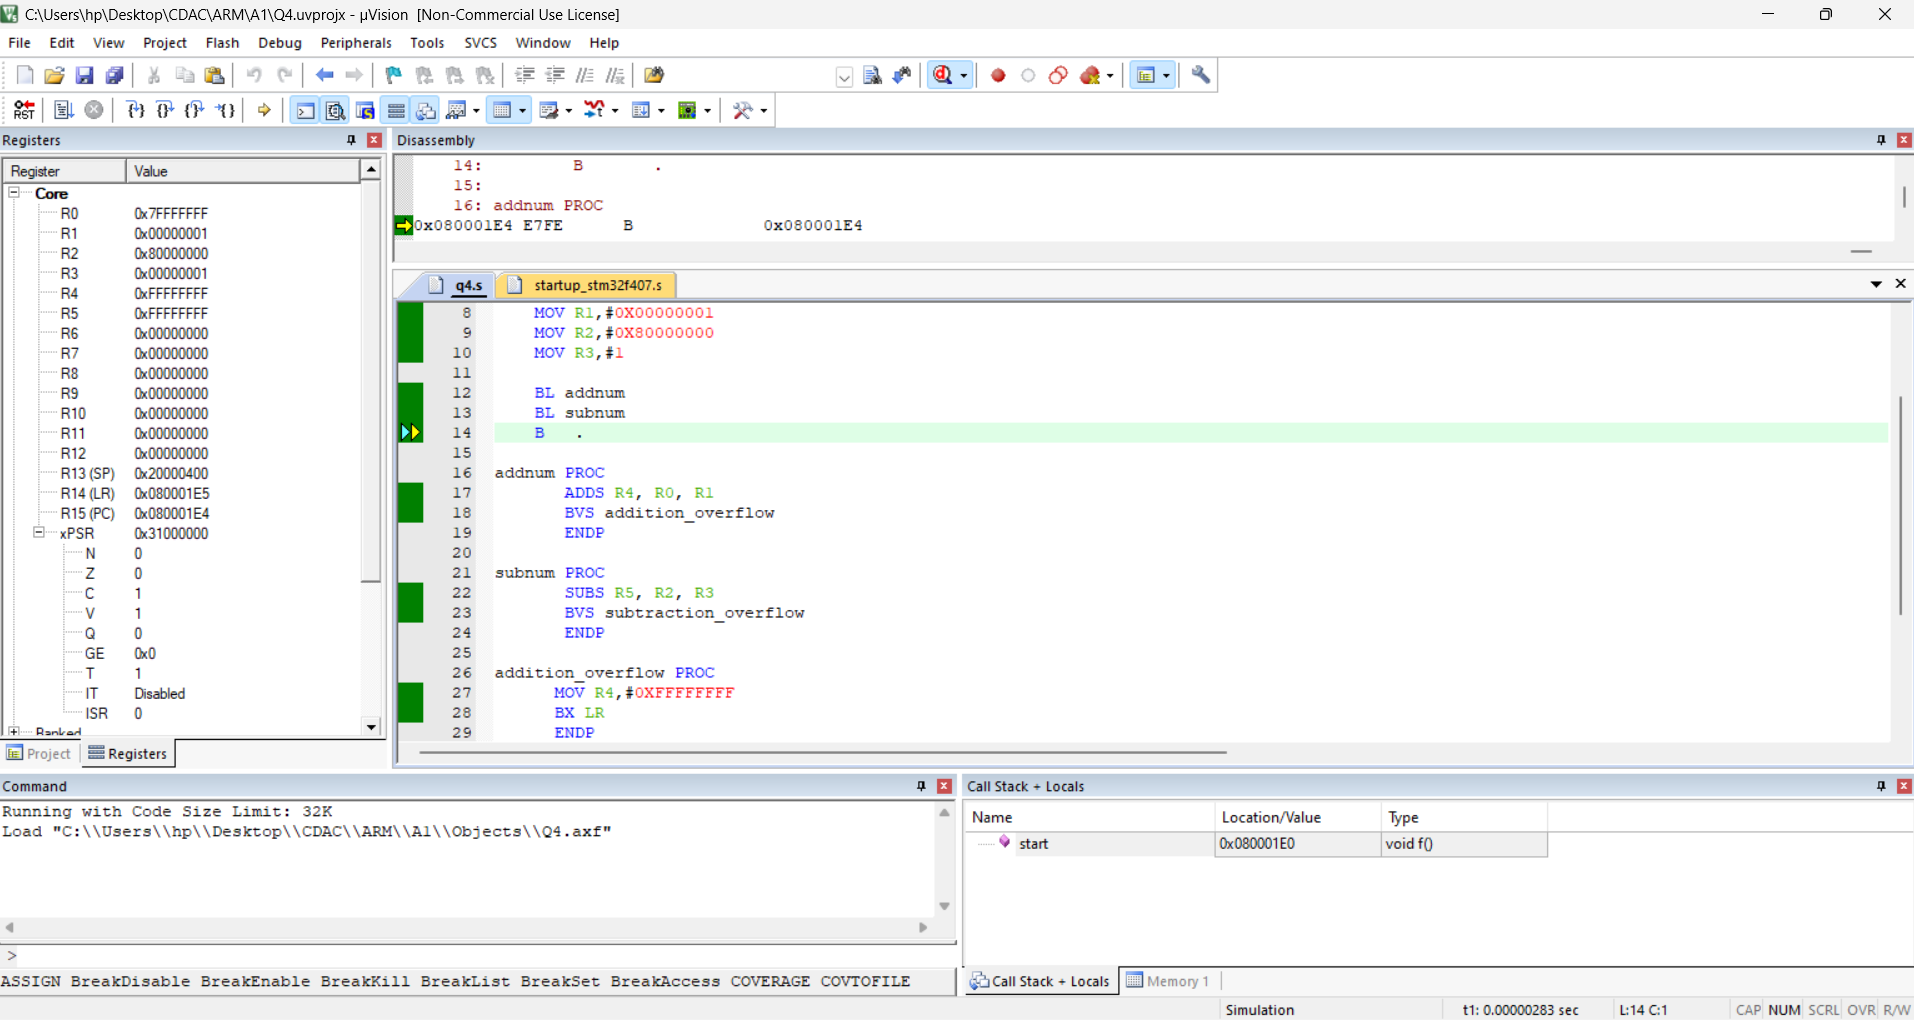 C:\Users\hp\Desktop\CDAC\ARM\A1\Q4.uvprojx - µVision [Non-Commercial Use License]
File Edit View Project Flash Debug Peripherals Tools SVCS Window Help
RST
Registers
Register Value
Core
R0 0x7FFFFFFF
R1 0x00000001
R2 0x80000000
R3 0x00000001
R4 0xFFFFFFFF
R5 0xFFFFFFFF
R6 0x00000000
R7 0x00000000
R8 0x00000000
R9 0x00000000
R10 0x00000000
R11 0x00000000
R12 0x00000000
R13 (SP) 0x20000400
R14 (LR) 0x080001E5
R15 (PC) 0x080001E4
xPSR 0x31000000
N 0
Z 0
C 1
V 1
Q 0
GE 0x0
T 1
IT Disabled
ISR 0
Banked
Project Registers
Disassembly
14: B .
15:
16: addnum PROC
0x080001E4 E7FE B 0x080001E4
q4.s startup_stm32f407.s
8 MOV R1,#0X00000001
9 MOV R2,#0X80000000
10 MOV R3,#1
11
12 BL addnum
13 BL subnum
14 B .
15
16 addnum PROC
17 ADDS R4, R0, R1
18 BVS addition_overflow
19 ENDP
20
21 subnum PROC
22 SUBS R5, R2, R3
23 BVS subtraction_overflow
24 ENDP
25
26 addition_overflow PROC
27 MOV R4,#0XFFFFFFFF
28 BX LR
29 ENDP
Command
Running with Code Size Limit: 32K
Load "C:\\Users\\hp\\Desktop\\CDAC\\ARM\\A1\\Objects\\Q4.axf"
>
ASSIGN BreakDisable BreakEnable BreakKill BreakList BreakSet BreakAccess COVERAGE COVTOFILE
Call Stack + Locals
Name Location/Value Type
start 0x080001E0 void f()
Call Stack + Locals Memory 1
Simulation t1: 0.00000283 sec L:14 C:1 CAP NUM SCRL OVR R/W